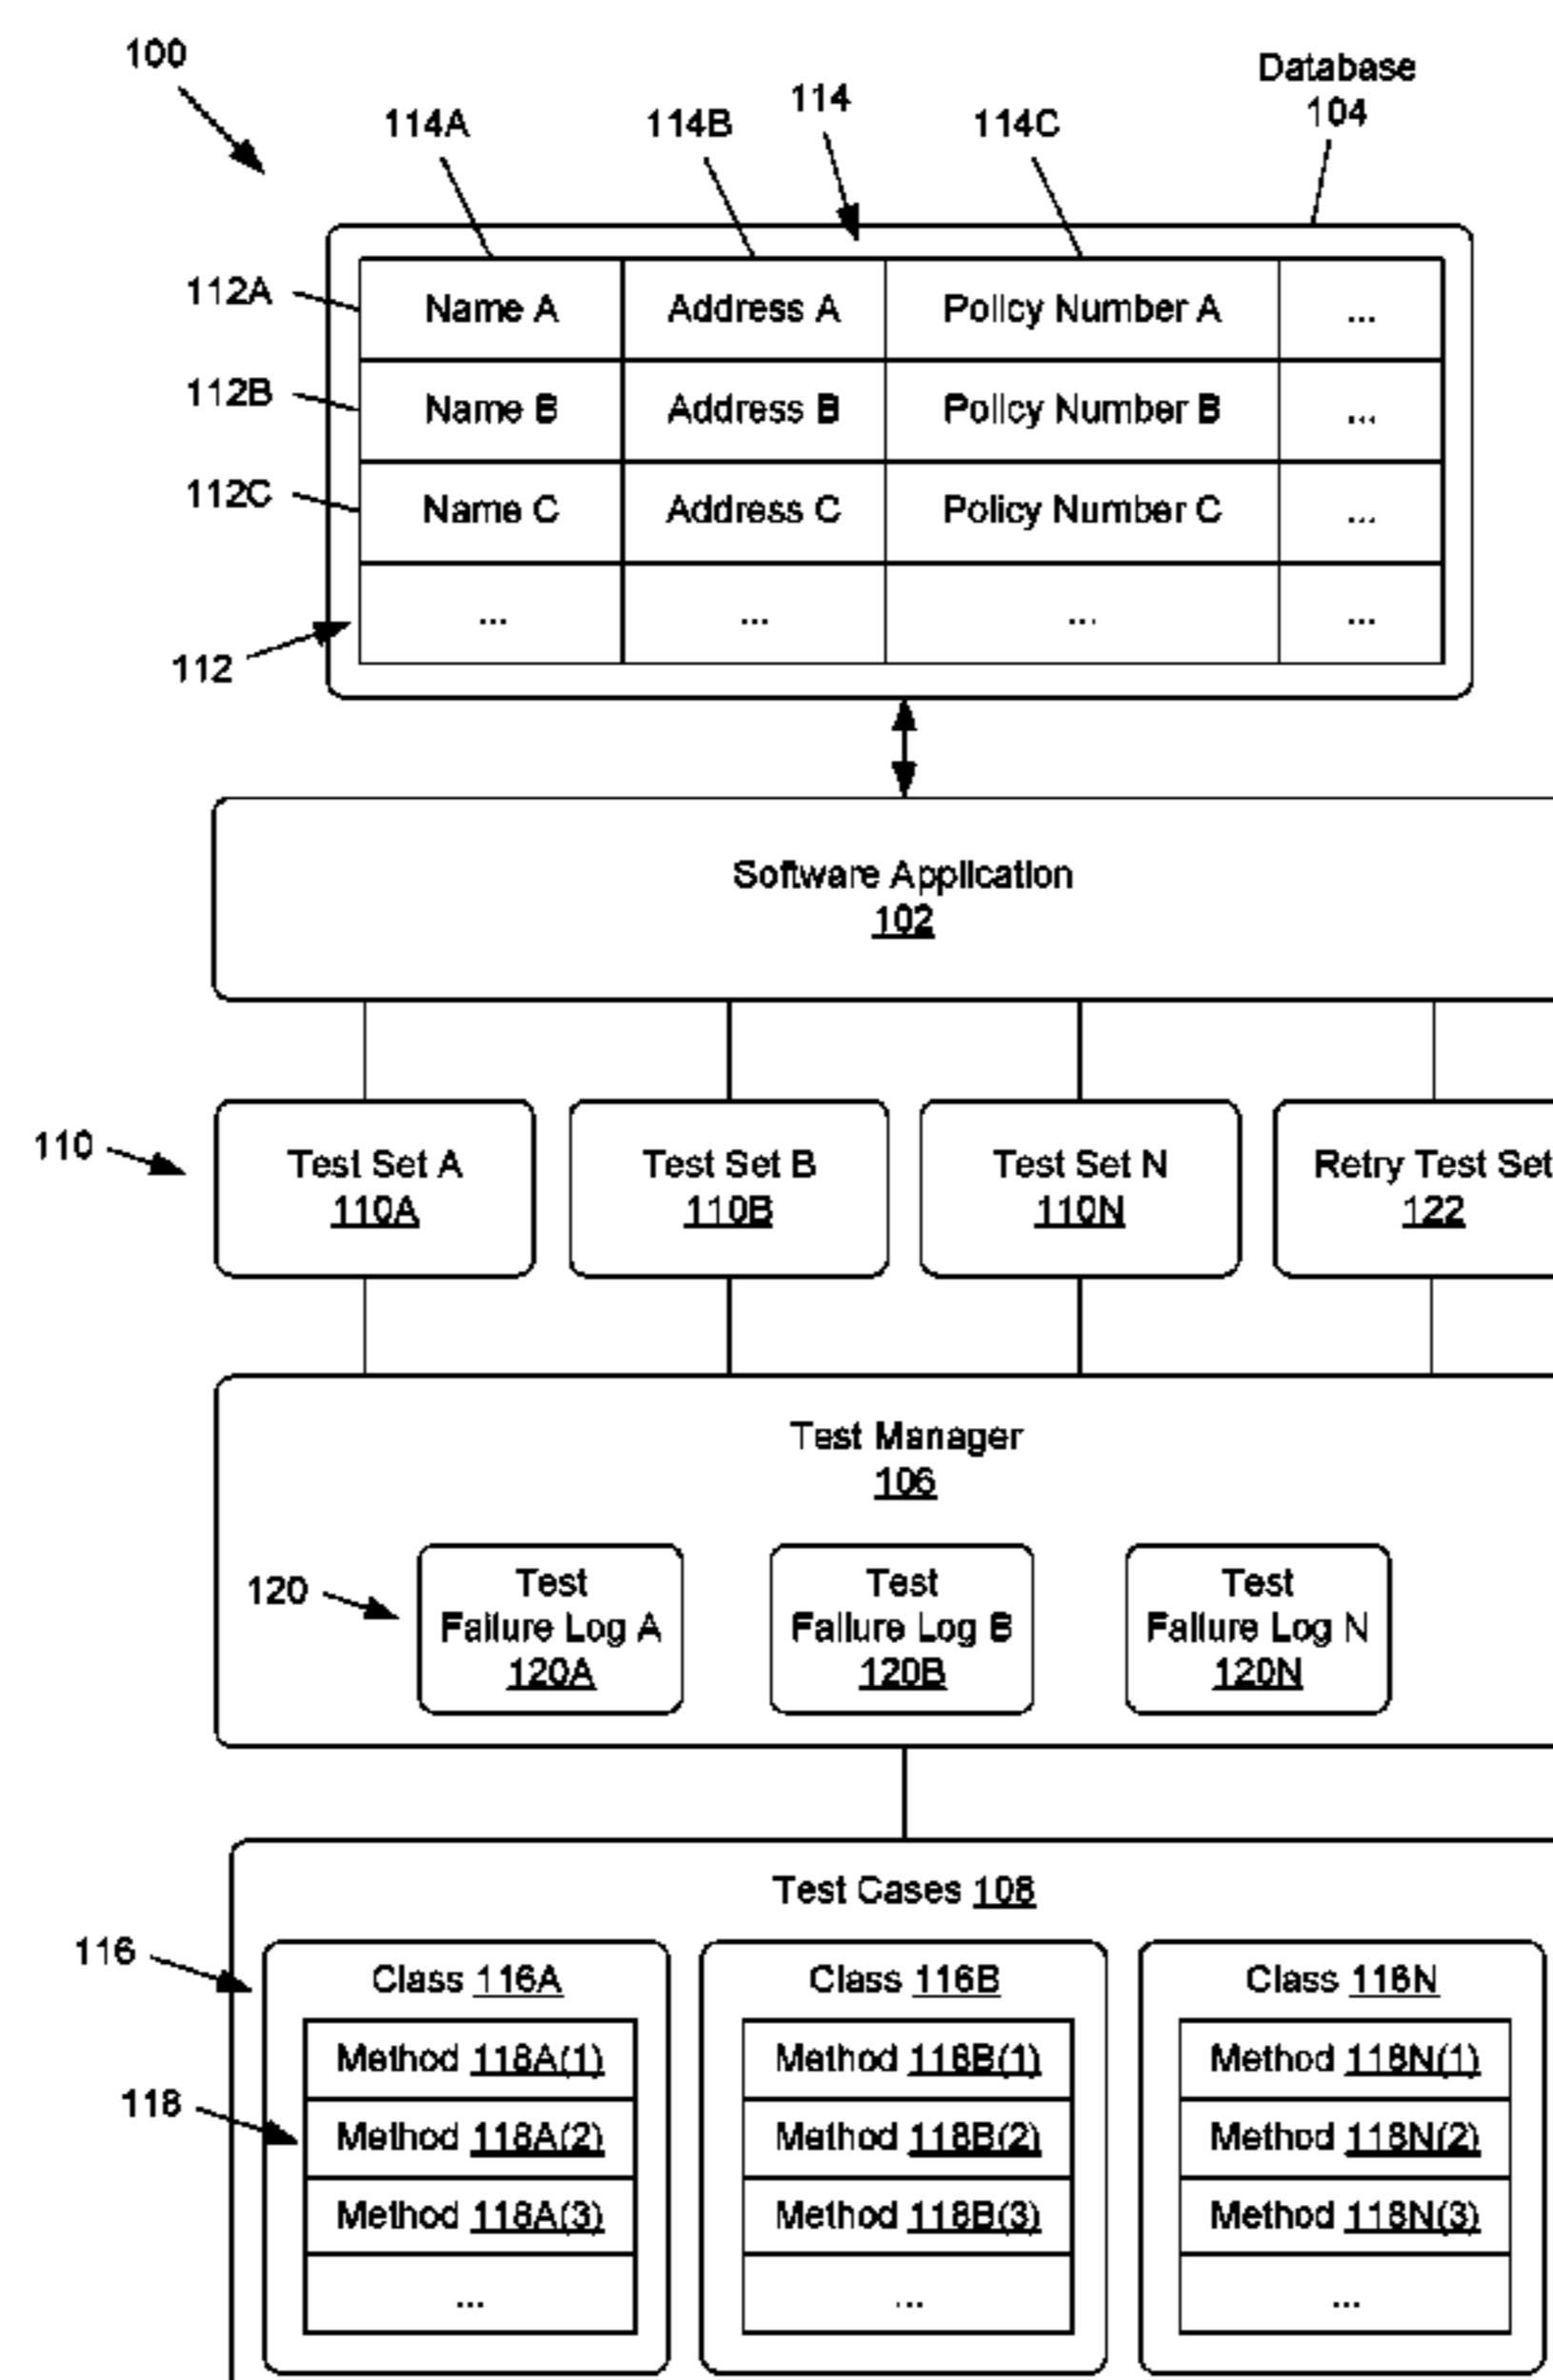 100
Database
104
114A
114B
114
114C
112A
Name A
Address A
Policy Number A
...
112B
Name B
Address B
Policy Number B
...
112C
Name C
Address C
Policy Number C
...
...
...
...
...
112
Software Application
102
110
Test Set A
110A
Test Set B
110B
Test Set N
110N
Retry Test Set
122
Test Manager
106
120
Test
Failure Log A
120A
Test
Failure Log B
120B
Test
Failure Log N
120N
Test Cases 108
116
Class 116A
Class 116B
Class 116N
Method 118A(1)
Method 118B(1)
Method 118N(1)
118
Method 118A(2)
Method 118B(2)
Method 118N(2)
Method 118A(3)
Method 118B(3)
Method 118N(3)
...
...
...